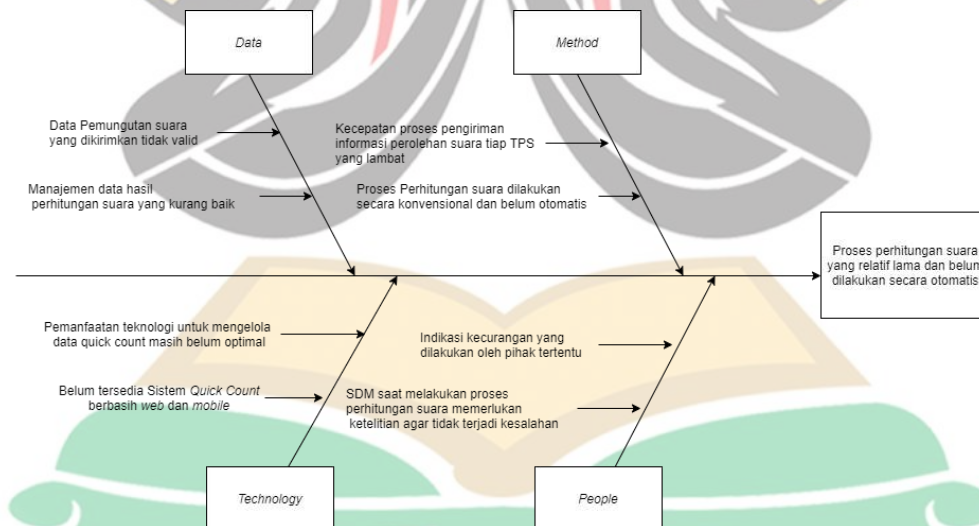 Data
Method
Data Pemungutan suara
yang dikirimkan tidak valid
Manajemen data hasil
perhitungan suara yang kurang baik
Kecepatan proses pengiriman
informasi perolehan suara tiap TPS
yang lambat
Proses Perhitungan suara dilakukan
secara konvensional dan belum otomatis
Proses perhitungan suara
yang relatif lama dan belum
dilakukan secara otomatis
Pemanfaatan teknologi untuk mengelola
data quick count masih belum optimal
Belum tersedia Sistem Quick Count
berbasih web dan mobile
Indikasi kecurangan yang
dilakukan oleh pihak tertentu
SDM saat melakukan proses
perhitungan suara memerlukan
ketelitian agar tidak terjadi kesalahan
Technology
People